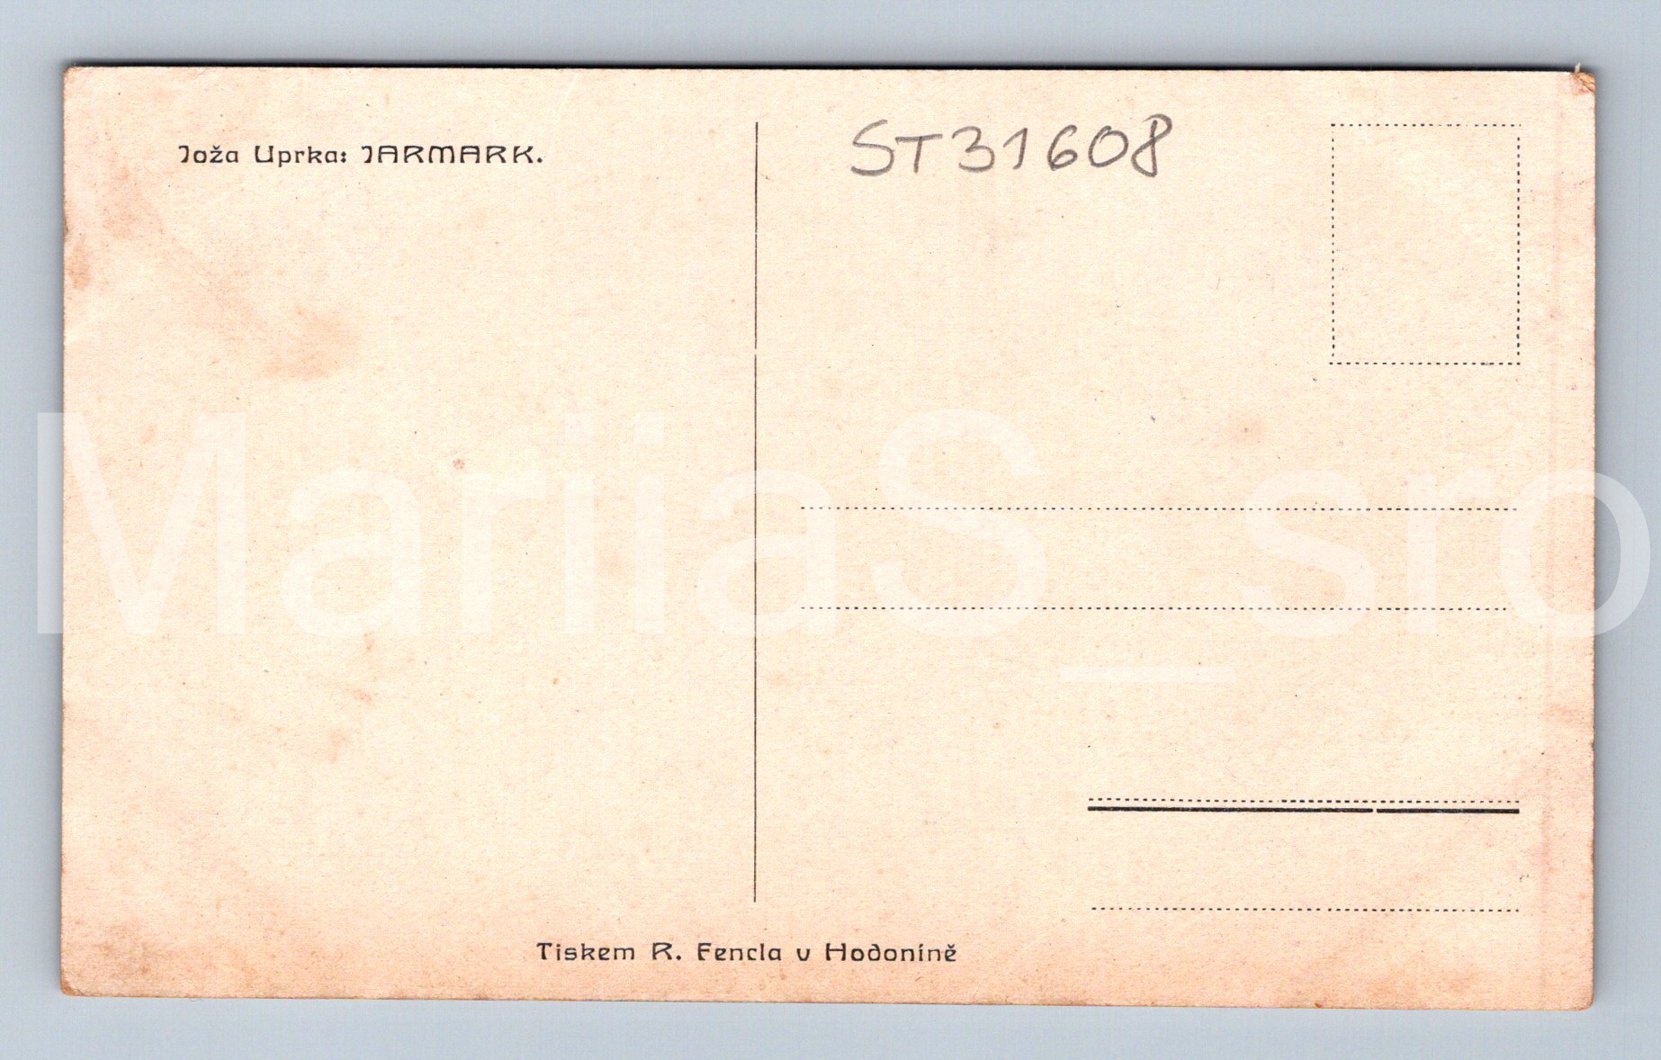 Joža Uprka: JARMARK.
ST31608
MariiaS_sro
Tiskem R. Fencla v Hodoníně